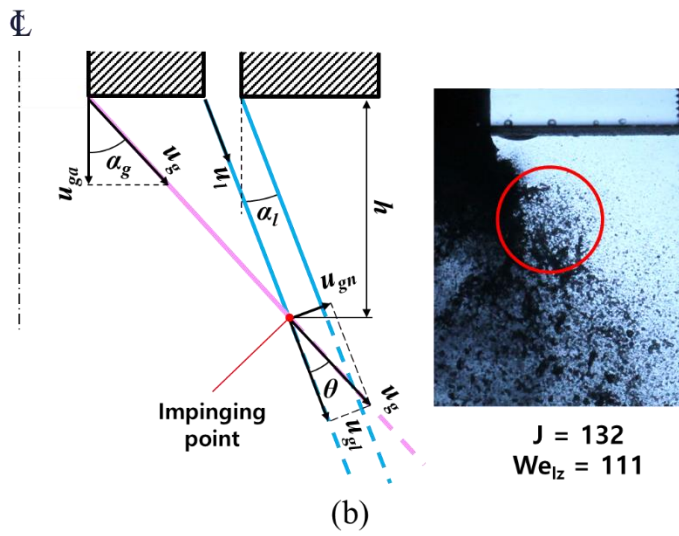 ℄
α_g
u_g
u_ga
u_l
α_l
h
u_gn
θ
u_g
u_gl
Impinging
point
J = 132
We_lz = 111
(b)